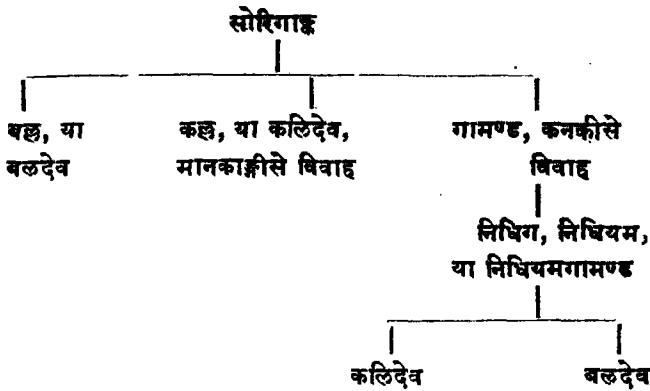 सोरिगाङ्क
बल्ल, या कल्ल, या कलिदेव, गामण्ड, कनकीसे
बलदेव मानकाङ्गीसे विवाह विवाह
निधिग, निधियम,
या निधियमगामण्ड
कलिदेव बलदेव